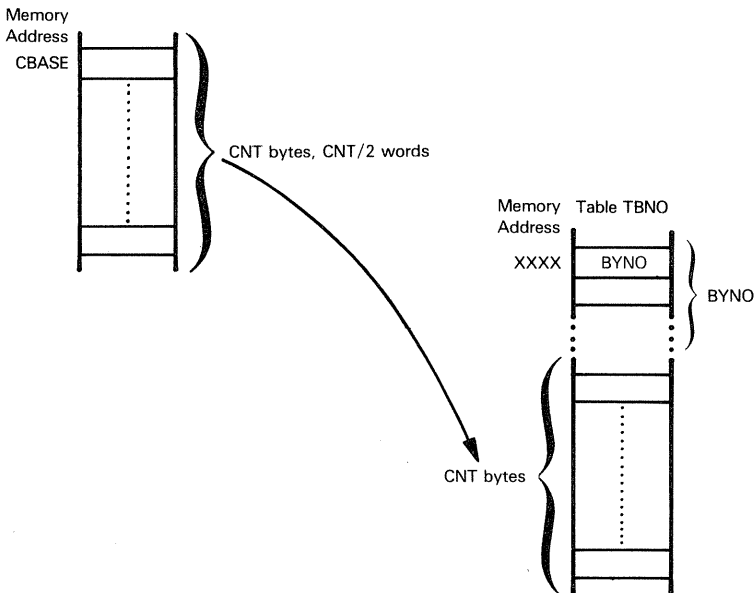 Memory
Address
CBASE
CNT bytes, CNT/2 words
Memory
Address
Table TBNO
XXXX
BYNO
BYNO
CNT bytes